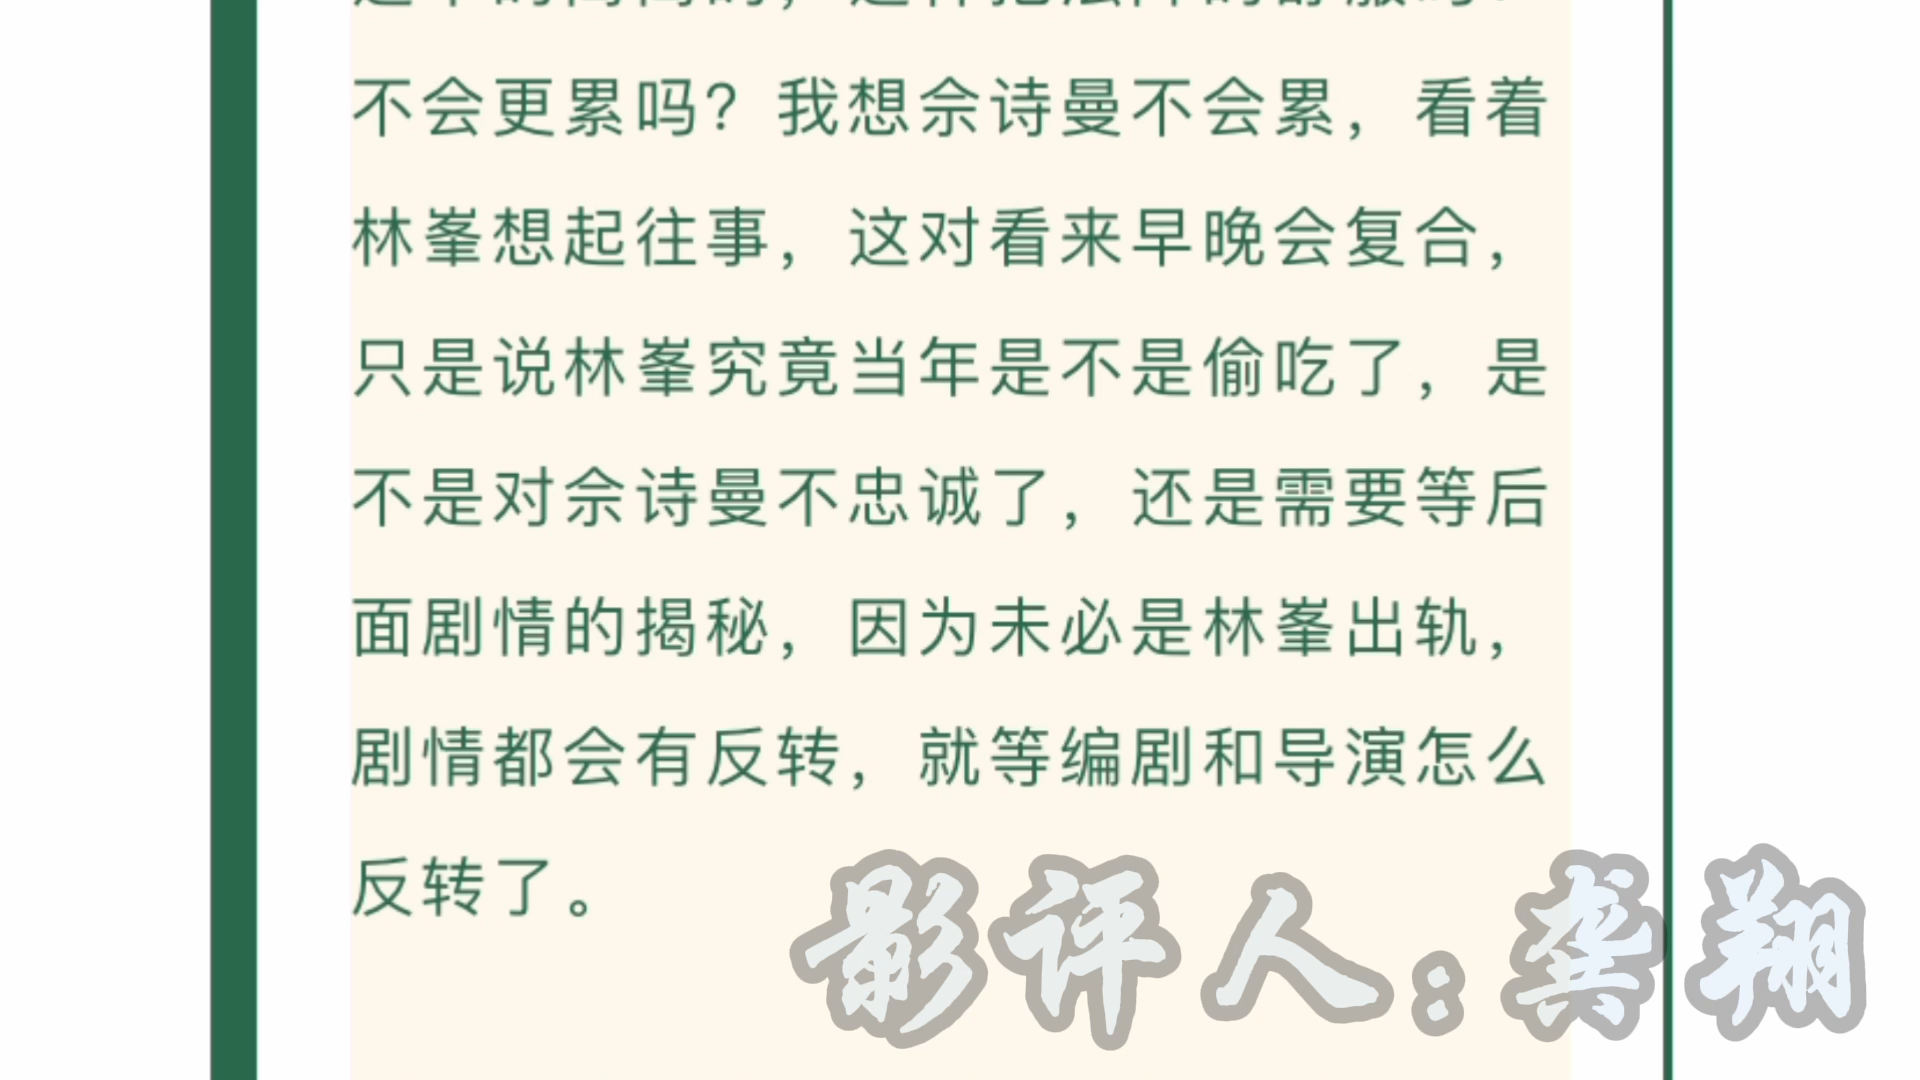 不会更累吗？我想佘诗曼不会累，看着
林峯想起往事，这对看来早晚会复合，
只是说林峯究竟当年是不是偷吃了，是
不是对佘诗曼不忠诚了，还是需要等后
面剧情的揭秘，因为未必是林峯出轨，
剧情都会有反转，就等编剧和导演怎么
反转了。
影评人：龚翔